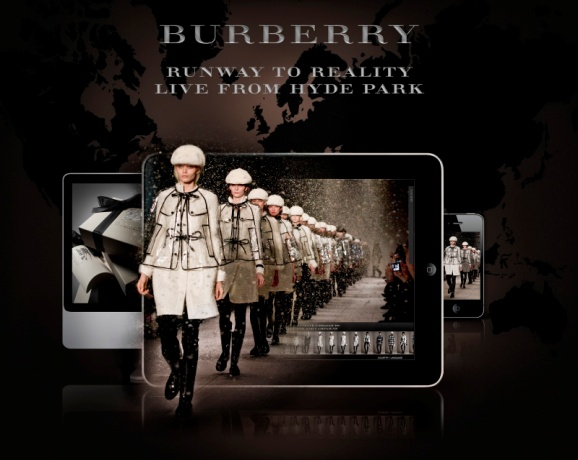 BURBERRY
RUNWAY TO REALITY
LIVE FROM HYDE PARK